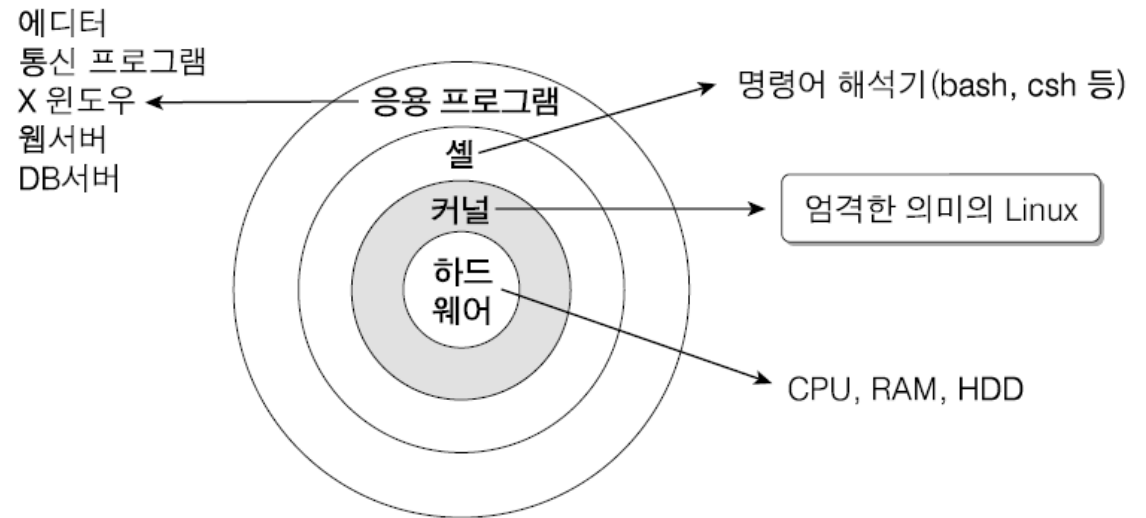 에디터
통신 프로그램
X 윈도우
웹서버
DB서버
응용 프로그램
셸
커널
하드
웨어
명령어 해석기(bash, csh 등)
엄격한 의미의 Linux
CPU, RAM, HDD